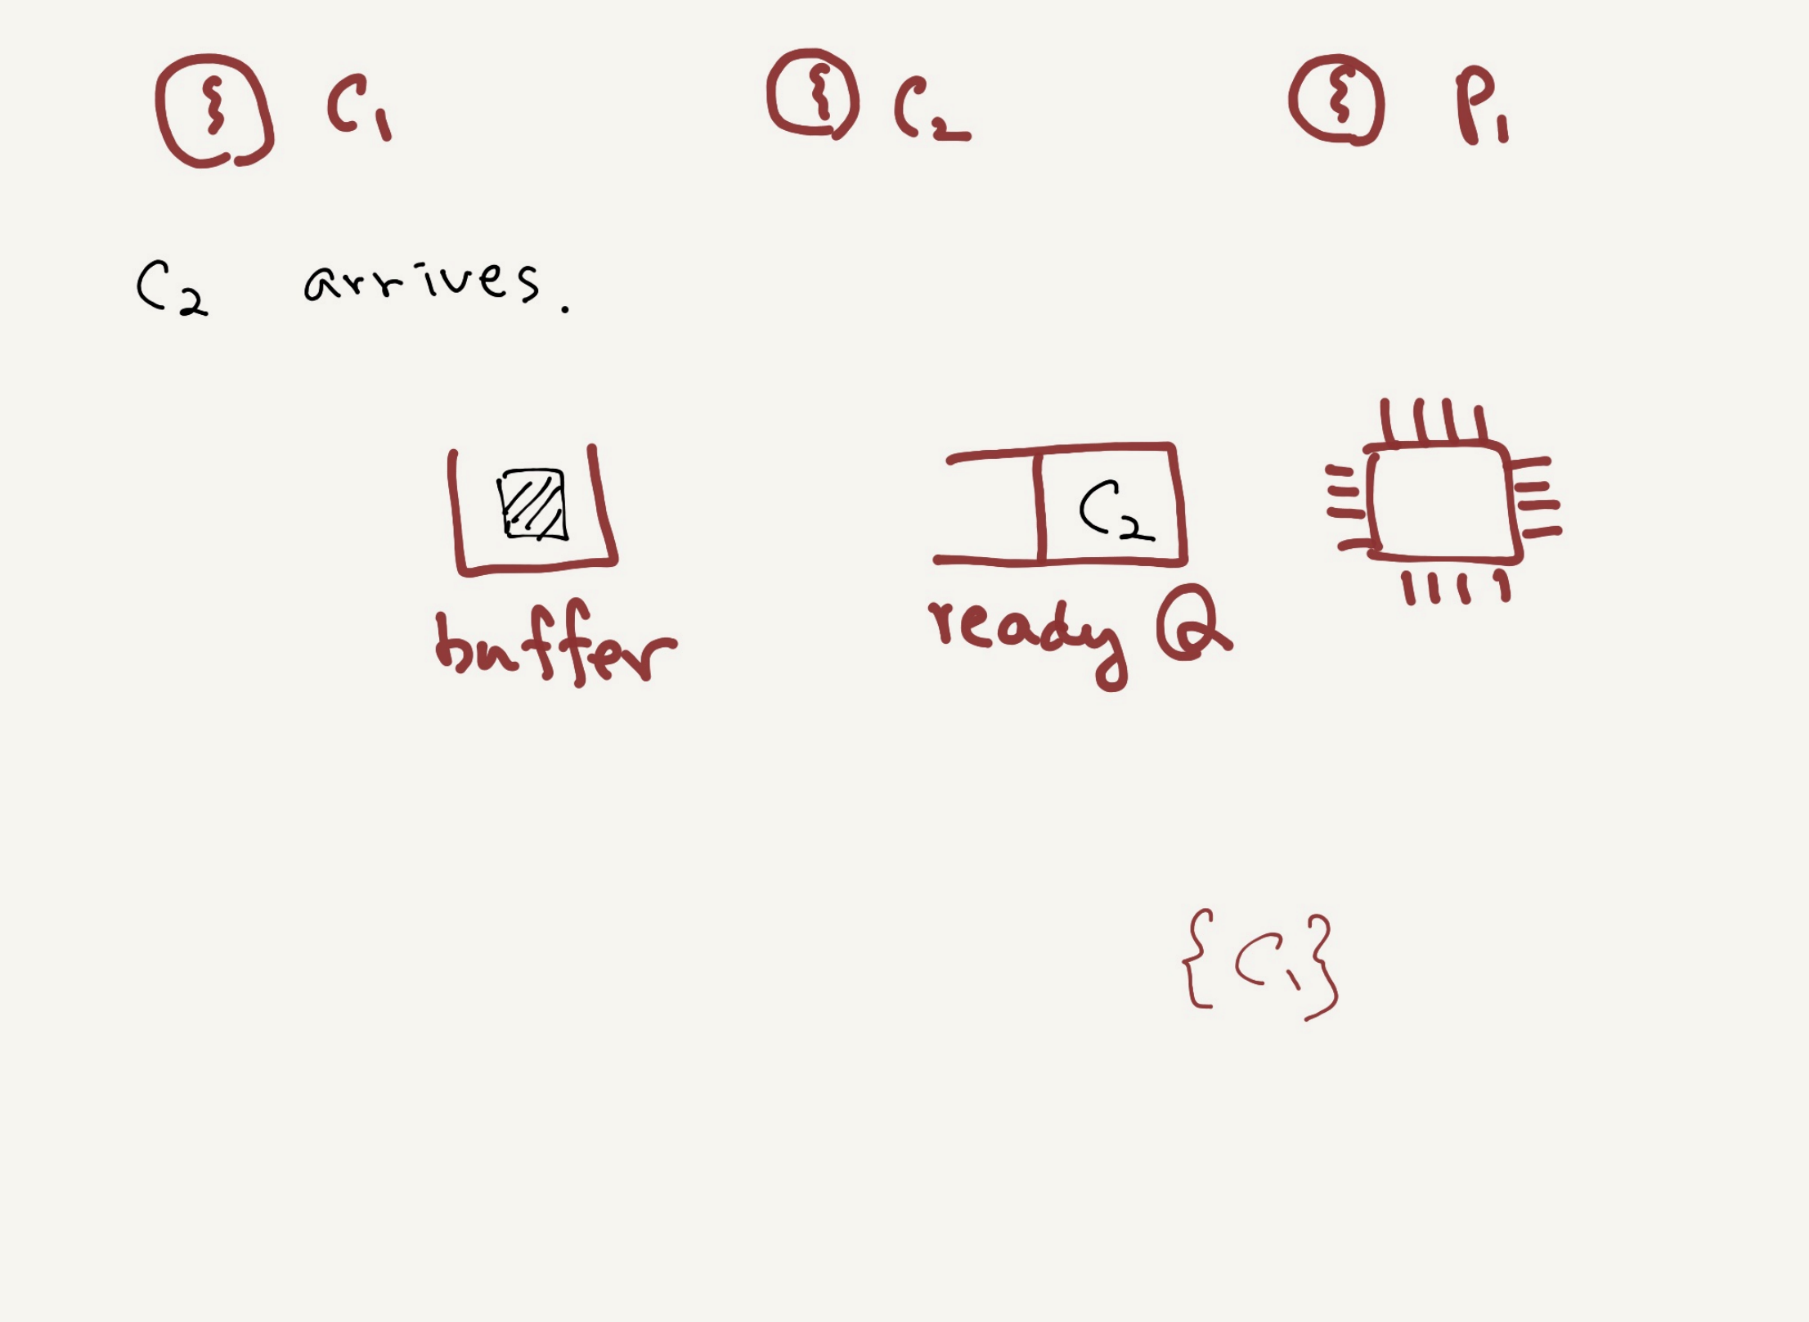 C₁
C₂
P₁
C₂ arrives.
C₂
buffer
ready Q
{C₁}